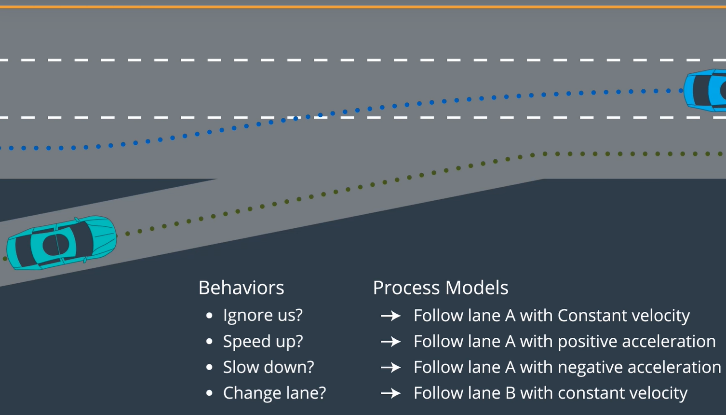 Behaviors
• Ignore us?
• Speed up?
• Slow down?
• Change lane?
Process Models
→ Follow lane A with Constant velocity
→ Follow lane A with positive acceleration
→ Follow lane A with negative acceleration
→ Follow lane B with constant velocity